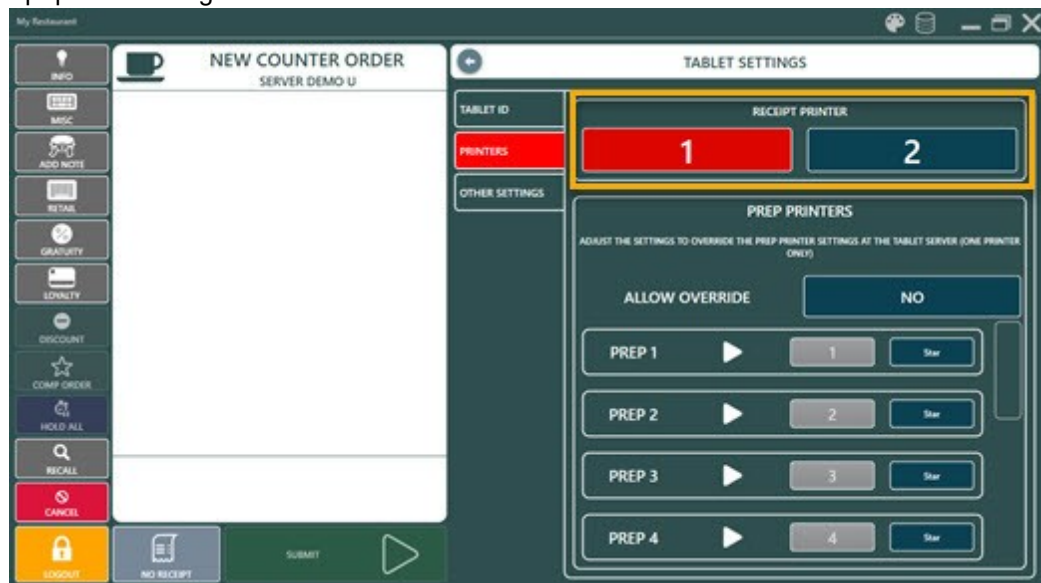 My Restaurant
INFO
MISC
ADD NOTE
RETAIL
GRATUITY
LOYALTY
DISCOUNT
COMP ORDER
HOLD ALL
RECALL
CANCEL
LOGOUT
NEW COUNTER ORDER
SERVER DEMO U
NO RECEIPT
SUBMIT
TABLET SETTINGS
TABLET ID
PRINTERS
OTHER SETTINGS
RECEIPT PRINTER
1 2
PREP PRINTERS
ADJUST THE SETTINGS TO OVERRIDE THE PREP PRINTER SETTINGS AT THE TABLET SERVER (ONE PRINTER
ONLY)
ALLOW OVERRIDE NO
PREP 1 1 Star
PREP 2 2 Star
PREP 3 3 Star
PREP 4 4 Star